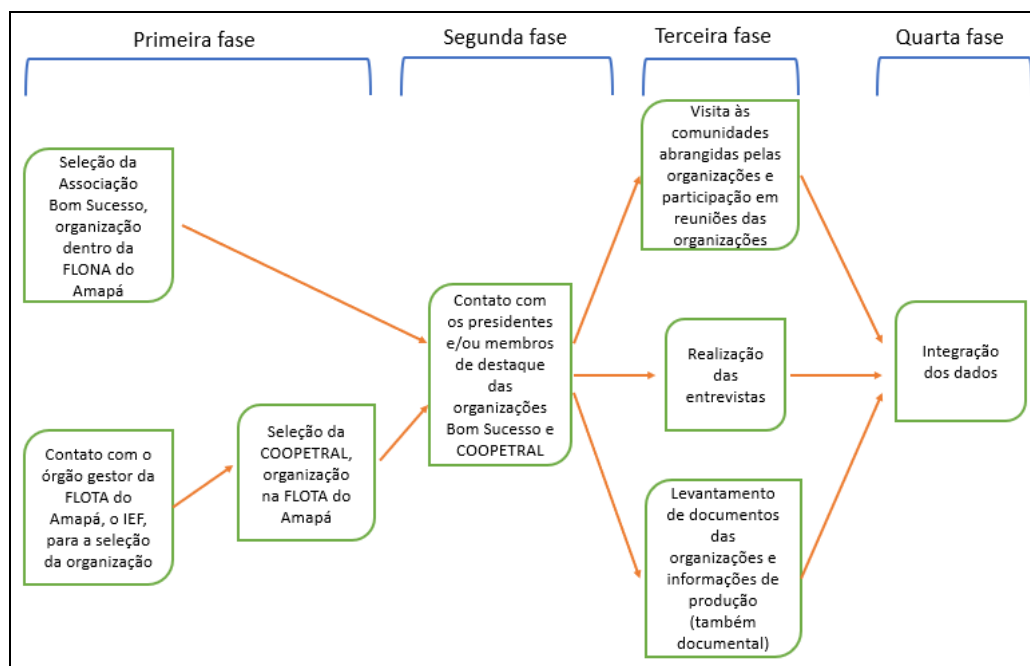 Primeira fase
Segunda fase
Terceira fase
Quarta fase
Seleção da
Associação
Bom Sucesso,
organização
dentro da
FLONA do
Amapá
Contato com o
órgão gestor da
FLOTA do
Amapá, o IEF,
para a seleção
da organização
Seleção da
COOPETRAL,
organização
na FLOTA do
Amapá
Contato com
os presidentes
e/ou membros
de destaque
das
organizações
Bom Sucesso e
COOPETRAL
Visita às
comunidades
abrangidas pelas
organizações e
participação em
reuniões das
organizações
Realização
das
entrevistas
Levantamento
de documentos
das
organizações e
informações de
produção
(também
documental)
Integração
dos dados